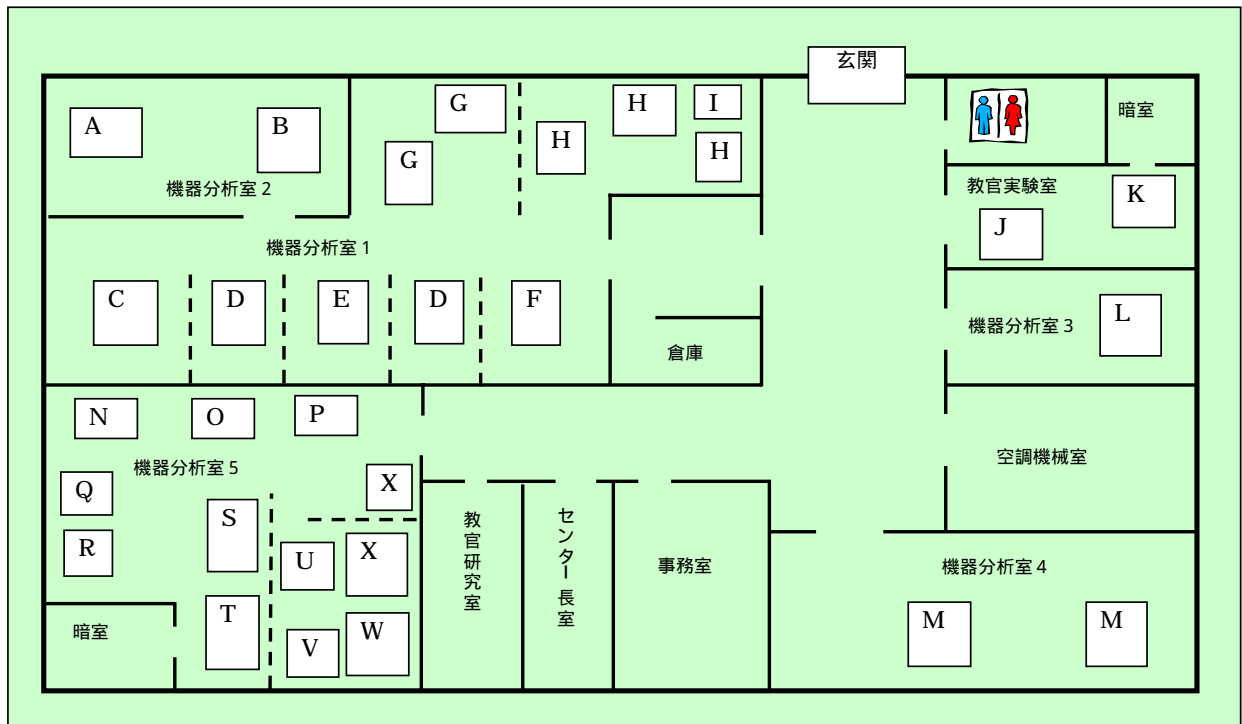 玄関
A
B
G
G
H
H
I
H
暗室
機器分析室2
教官実験室
J
K
機器分析室1
C
D
E
D
F
倉庫
機器分析室3
L
N
O
P
機器分析室5
Q
R
S
X
U
X
T
V
W
暗室
教官研究室
センター長室
事務室
空調機械室
機器分析室4
M
M